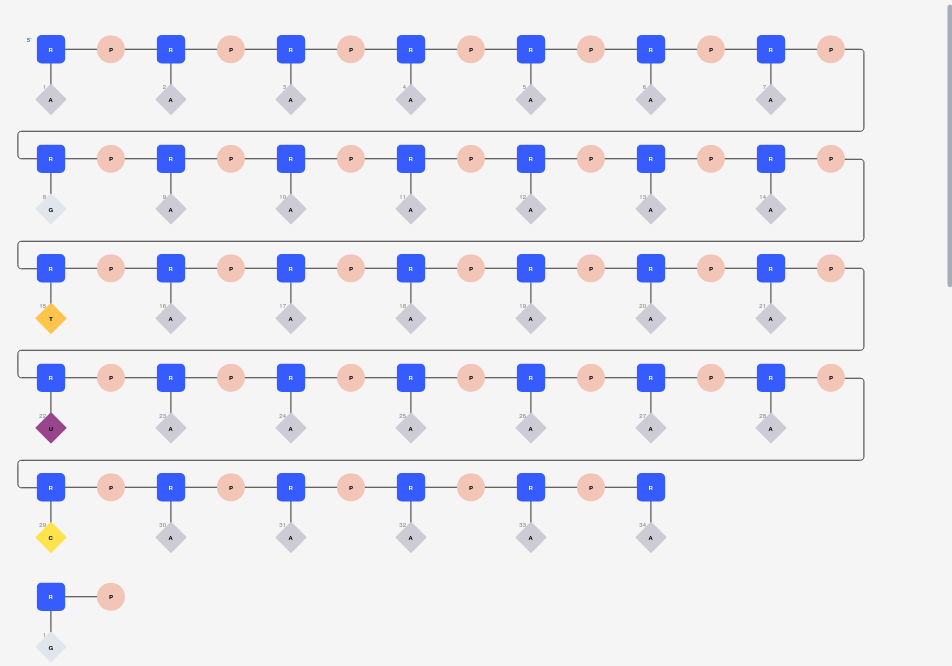 5'
R P R P R P R P R P R P R P
1 2 3 4 5 6 7
A A A A A A A
R P R P R P R P R P R P R P
8 9 10 11 12 13 14
G A A A A A A
R P R P R P R P R P R P R P
15 16 17 18 19 20 21
T A A A A A A
R P R P R P R P R P R P R P
22 23 24 25 26 27 28
U A A A A A A
R P R P R P R P R P R
29 30 31 32 33 34
C A A A A A
R P
1
G